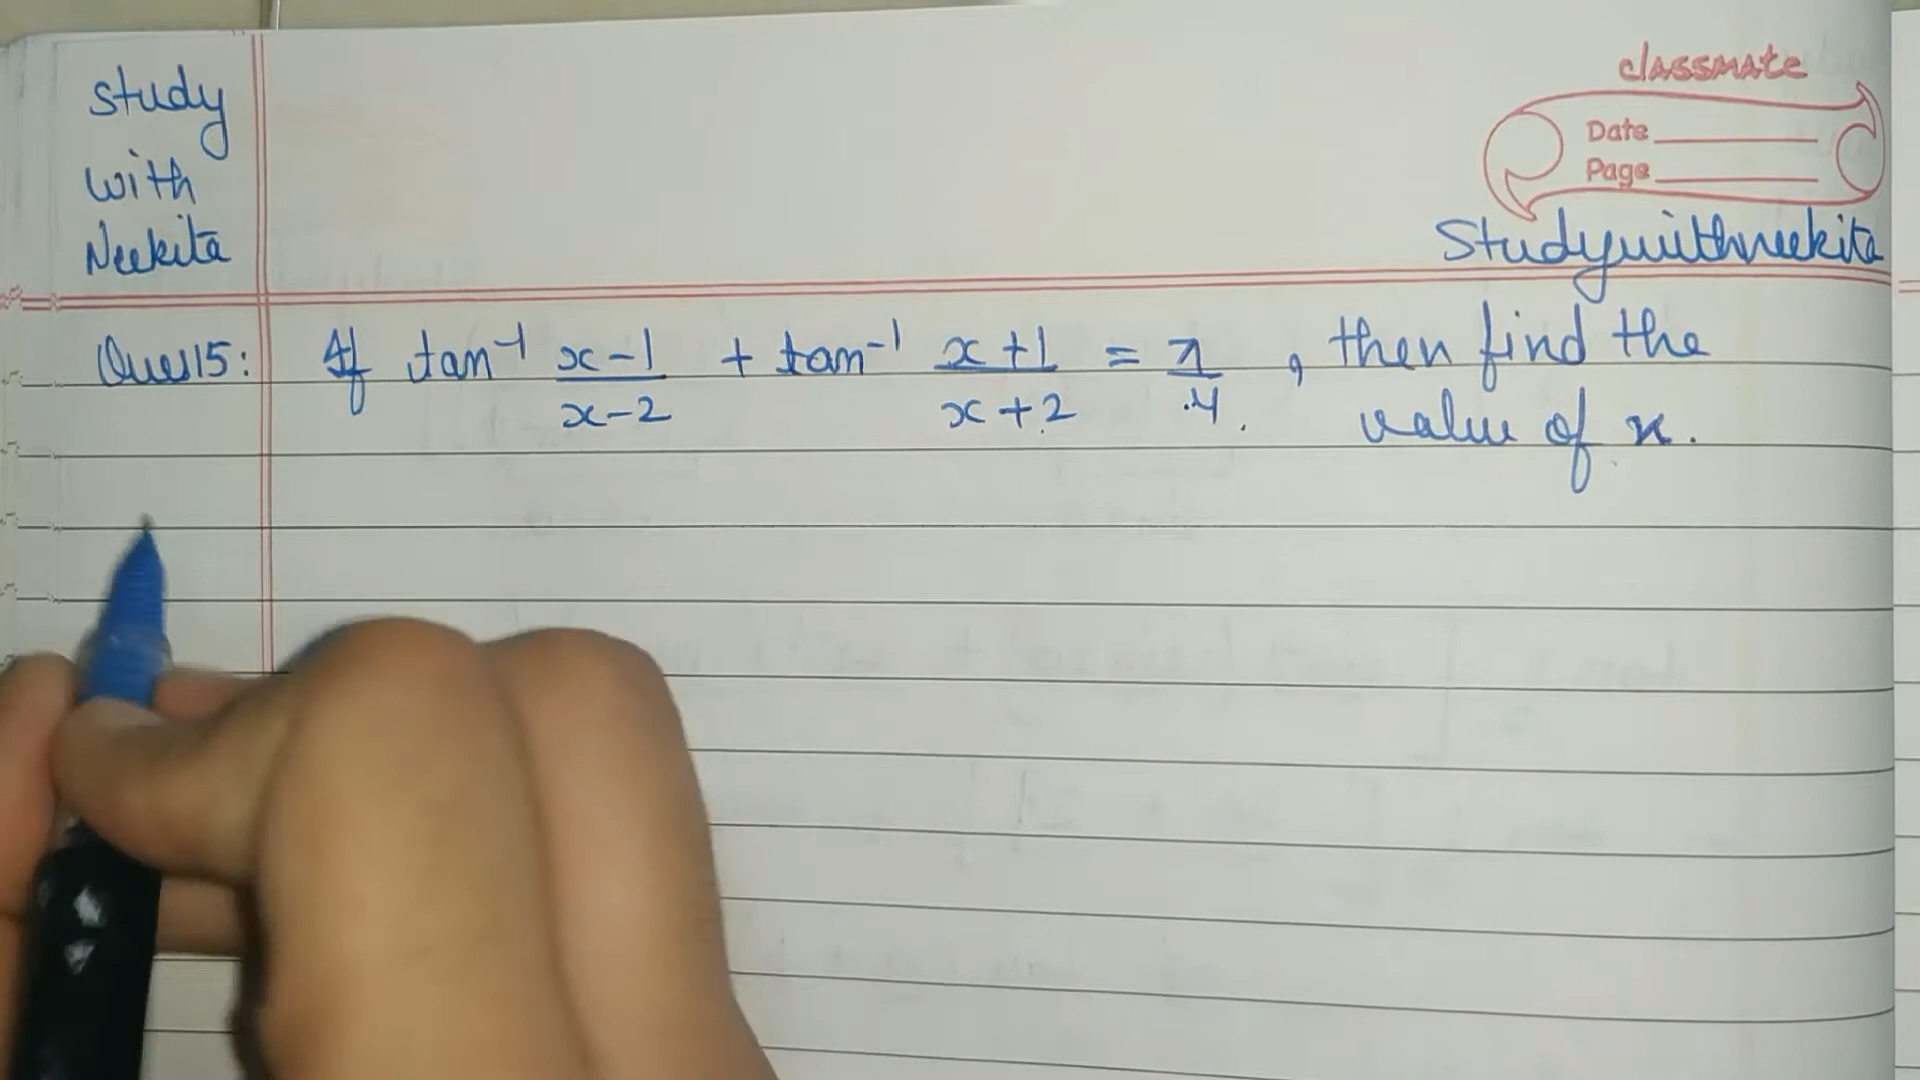 study
with
Neekita
classmate
Date
Page
Studywithneekita
Ques15: If tan⁻¹ x-1/x-2 + tan⁻¹ x+1/x+2 = π/4 , then find the
value of x.